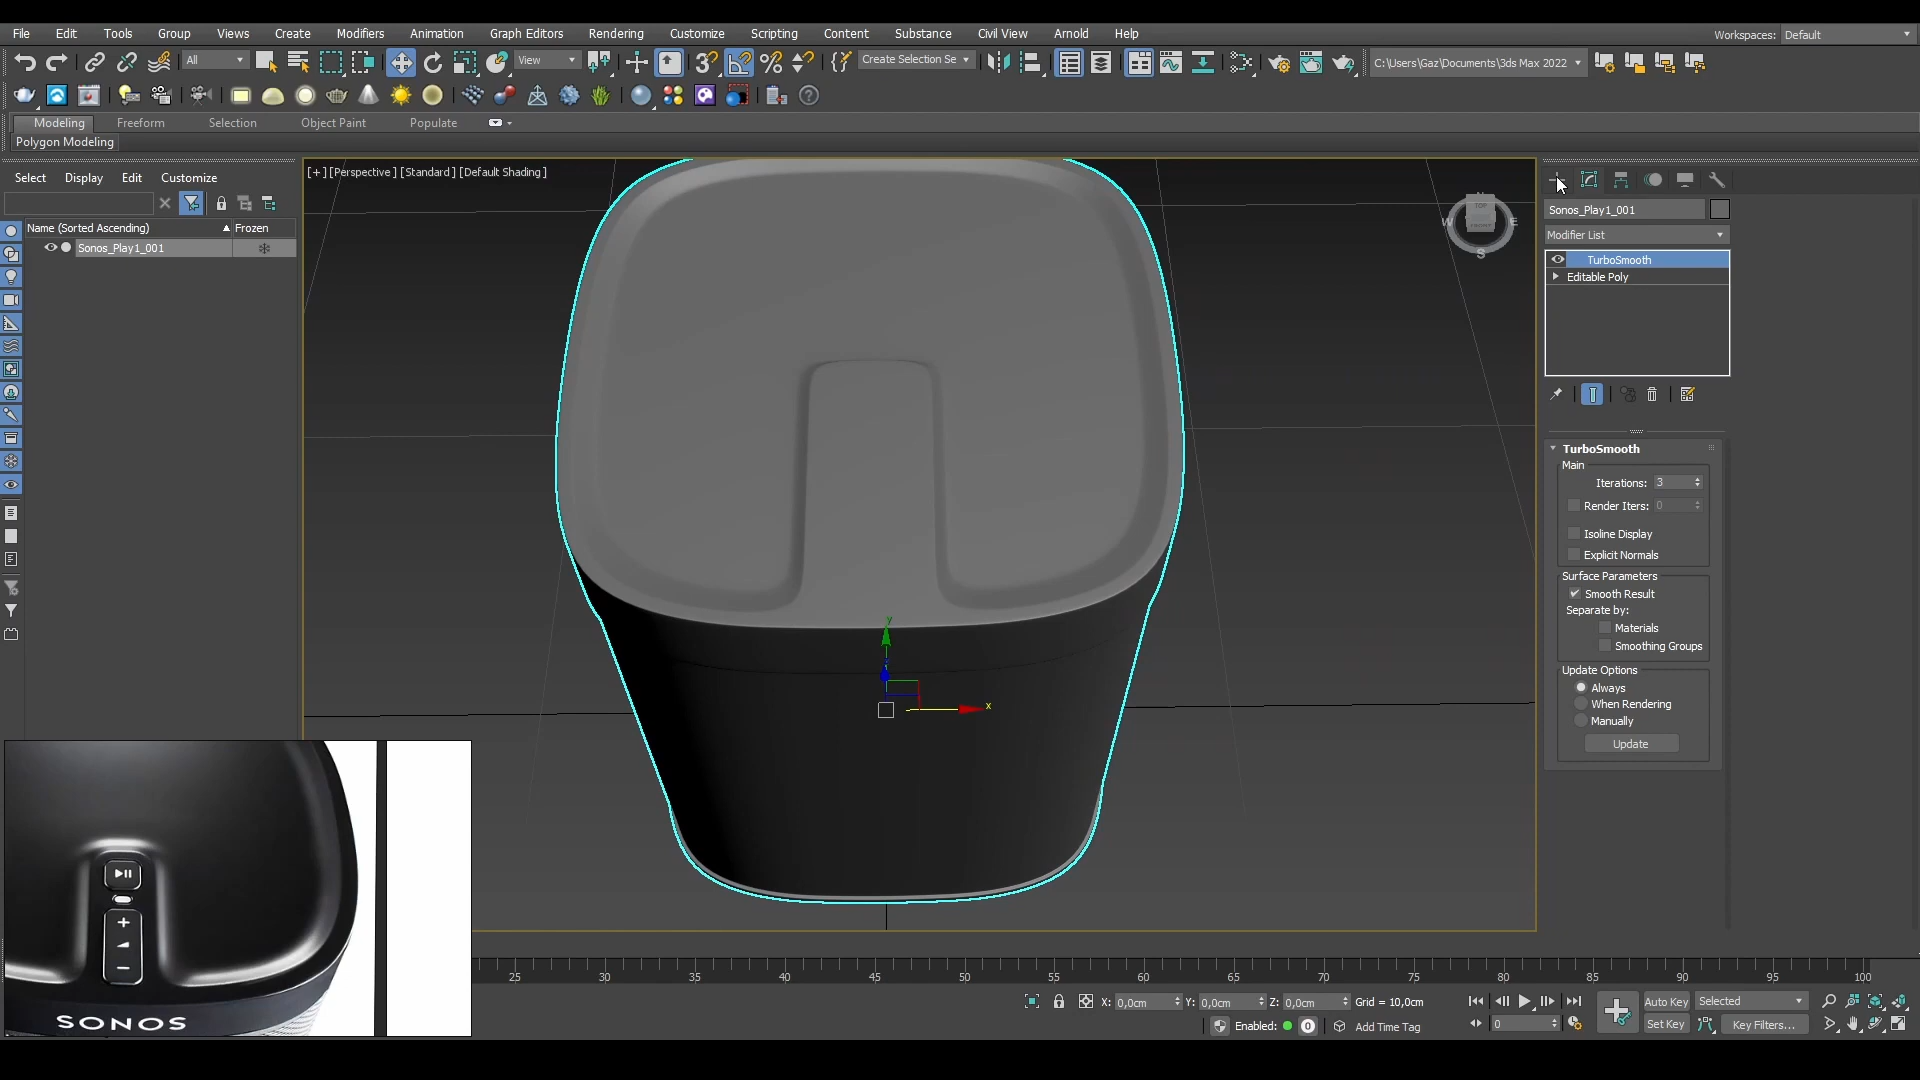 File Edit Tools Group Views Create Modifiers Animation Graph Editors Rendering Customize Scripting Content Substance Civil View Arnold Help Workspaces: Default
All View Create Selection Se C:\Users\Gaz\Documents\3ds Max 2022
Modeling Freeform Selection Object Paint Populate
Polygon Modeling
Select Display Edit Customize
Name (Sorted Ascending) Frozen
Sonos_Play1_001
[+] [Perspective] [Standard] [Default Shading]
TOP
W E
S
y
x
Sonos_Play1_001
Modifier List
TurboSmooth
Editable Poly
TurboSmooth
Main
Iterations: 3
Render Iters: 0
Isoline Display
Explicit Normals
Surface Parameters
Smooth Result
Separate by:
Materials
Smoothing Groups
Update Options
Always
When Rendering
Manually
Update
+
−
SONOS
25 30 35 40 45 50 55 60 65 70 75 80 85 90 95 100
X: 0,0cm Y: 0,0cm Z: 0,0cm Grid = 10,0cm
Auto Key Selected
Enabled: 0 Add Time Tag
0
Set Key Key Filters...